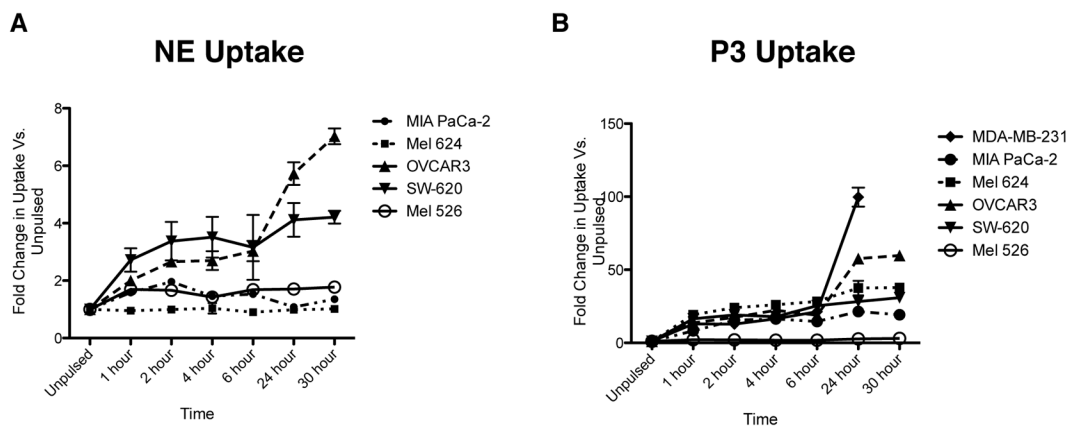 A
NE Uptake
Fold Change in Uptake Vs.
Unpulsed
8
6
4
2
0
Unpulsed
1 hour
2 hour
4 hour
6 hour
24 hour
30 hour
Time
MIA PaCa-2
Mel 624
OVCAR3
SW-620
Mel 526
B
P3 Uptake
Fold Change in Uptake Vs.
Unpulsed
150
100
50
0
Unpulsed
1 hour
2 hour
4 hour
6 hour
24 hour
30 hour
Time
MDA-MB-231
MIA PaCa-2
Mel 624
OVCAR3
SW-620
Mel 526